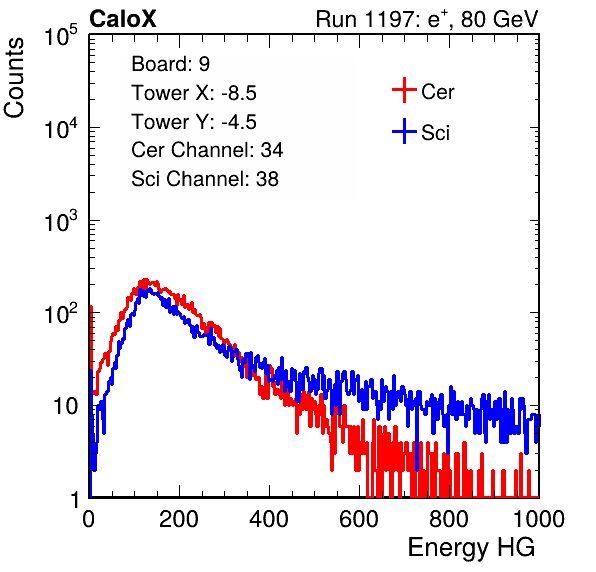 CaloX Run 1197: e⁺, 80 GeV
Counts
10⁵
10⁴
10³
10²
10
1
Board: 9
Tower X: -8.5
Tower Y: -4.5
Cer Channel: 34
Sci Channel: 38
Cer
Sci
0 200 400 600 800 1000
Energy HG